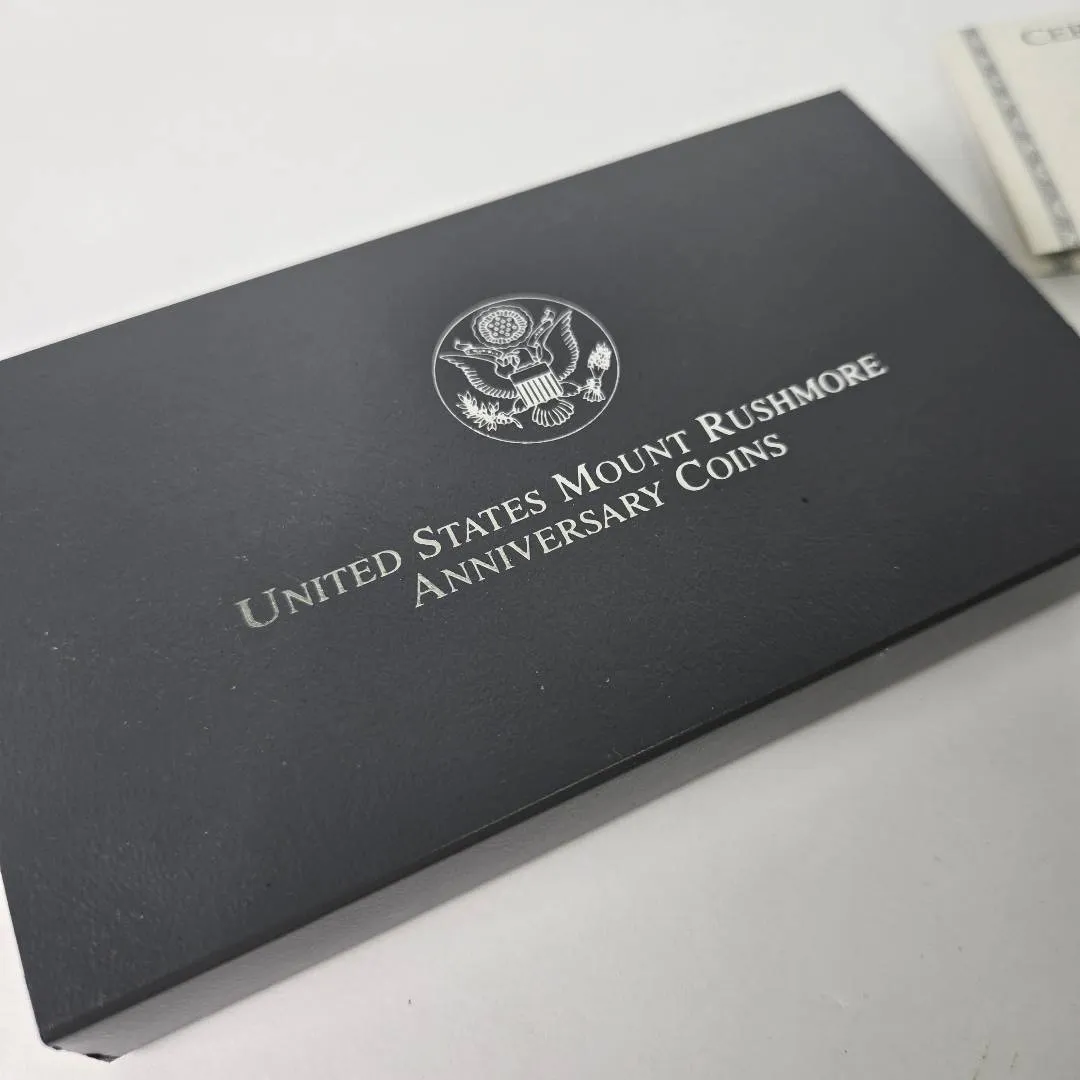 United States Mount Rushmore
Anniversary Coins